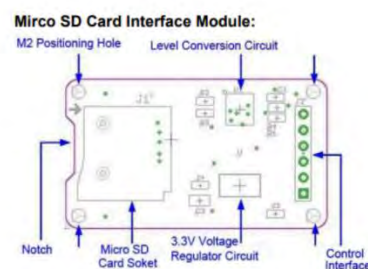 Mirco SD Card Interface Module:
M2 Positioning Hole
Level Conversion Circuit
J1
Notch
Micro SD
Card Soket
3.3V Voltage
Regulator Circuit
Control
Interface